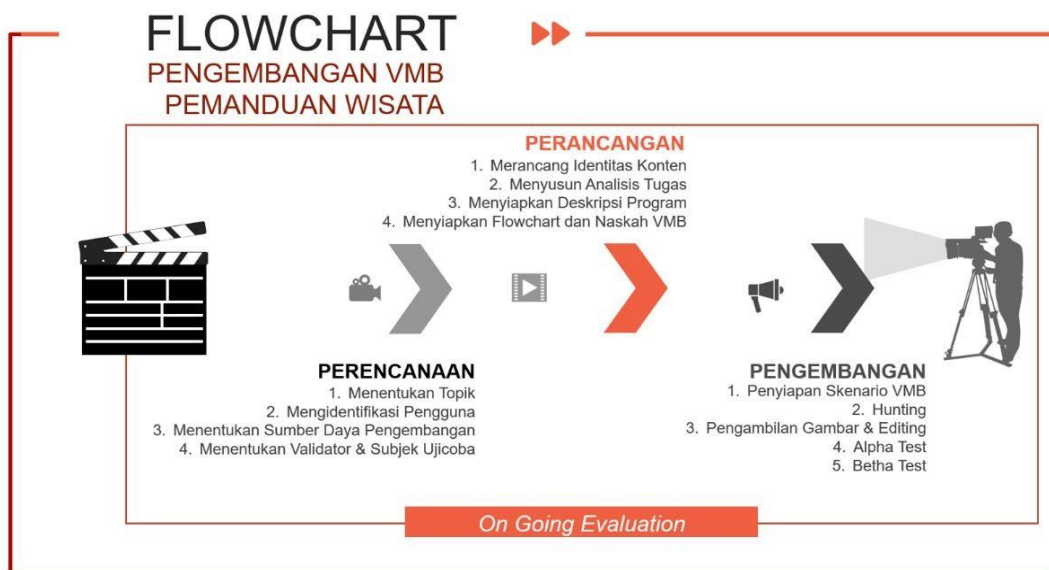 FLOWCHART
PENGEMBANGAN VMB
PEMANDUAN WISATA
PERANCANGAN
1. Merancang Identitas Konten
2. Menyusun Analisis Tugas
3. Menyiapkan Deskripsi Program
4. Menyiapkan Flowchart dan Naskah VMB
PERENCANAAN
1. Menentukan Topik
2. Mengidentifikasi Pengguna
3. Menentukan Sumber Daya Pengembangan
4. Menentukan Validator & Subjek Ujicoba
PENGEMBANGAN
1. Penyiapan Skenario VMB
2. Hunting
3. Pengambilan Gambar & Editing
4. Alpha Test
5. Betha Test
On Going Evaluation